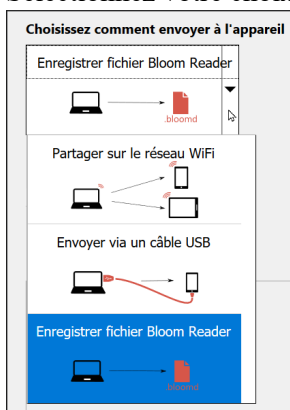 Choisissez comment envoyer à l'appareil
Enregistrer fichier Bloom Reader
.bloomd
Partager sur le réseau WiFi
Envoyer via un câble USB
Enregistrer fichier Bloom Reader
.bloomd